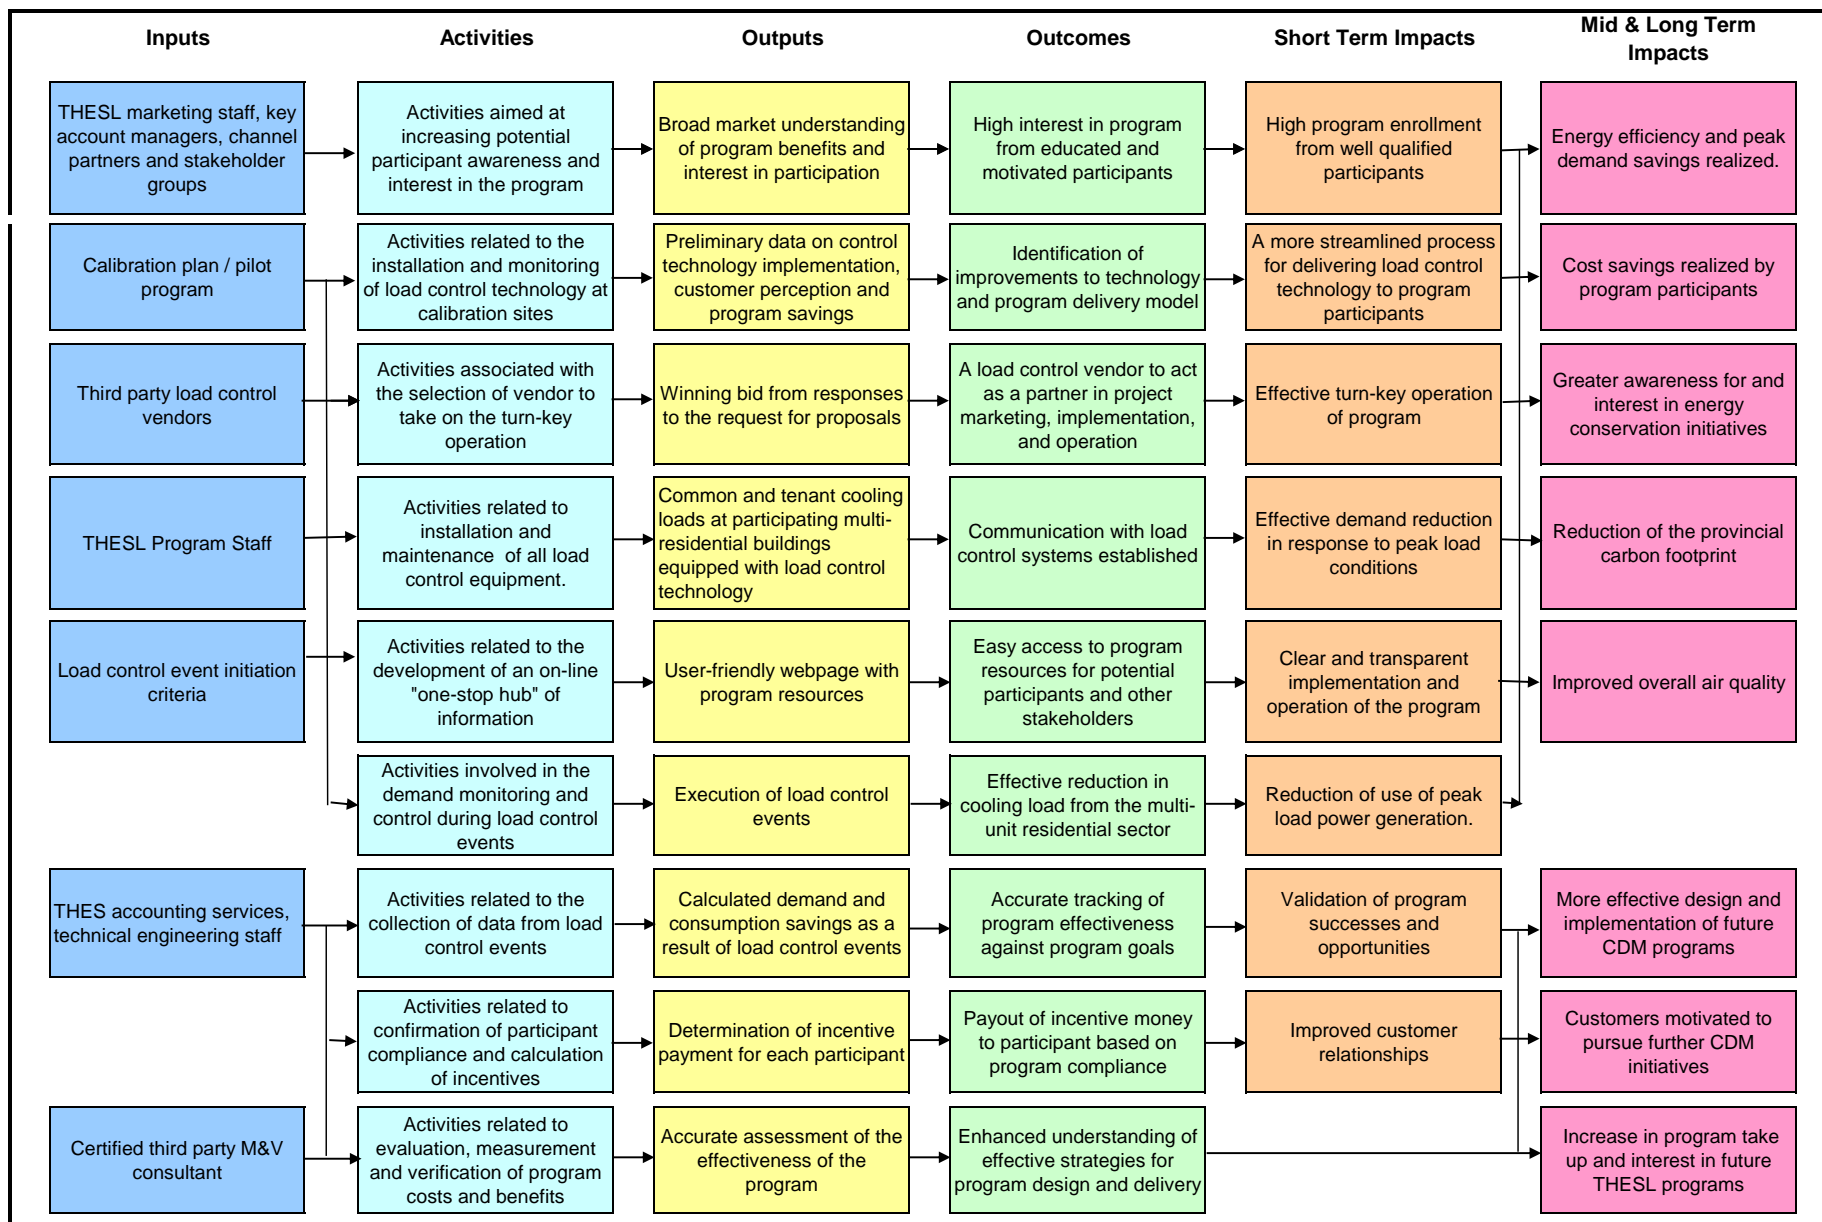 Inputs
Activities
Outputs
Outcomes
Short Term Impacts
Mid & Long Term
Impacts
THESL marketing staff, key
account managers, channel
partners and stakeholder
groups
Activities aimed at
increasing potential
participant awareness and
interest in the program
Broad market understanding
of program benefits and
interest in participation
High interest in program
from educated and
motivated participants
High program enrollment
from well qualified
participants
Energy efficiency and peak
demand savings realized.
Calibration plan / pilot
program
Activities related to the
installation and monitoring
of load control technology at
calibration sites
Preliminary data on control
technology implementation,
customer perception and
program savings
Identification of
improvements to technology
and program delivery model
A more streamlined process
for delivering load control
technology to program
participants
Cost savings realized by
program participants
Third party load control
vendors
Activities associated with
the selection of vendor to
take on the turn-key
operation
Winning bid from responses
to the request for proposals
A load control vendor to act
as a partner in project
marketing, implementation,
and operation
Effective turn-key operation
of program
Greater awareness for and
interest in energy
conservation initiatives
THESL Program Staff
Activities related to
installation and
maintenance of all load
control equipment.
Common and tenant cooling
loads at participating multi-
residential buildings
equipped with load control
technology
Communication with load
control systems established
Effective demand reduction
in response to peak load
conditions
Reduction of the provincial
carbon footprint
Load control event initiation
criteria
Activities related to the
development of an on-line
"one-stop hub" of
information
User-friendly webpage with
program resources
Easy access to program
resources for potential
participants and other
stakeholders
Clear and transparent
implementation and
operation of the program
Improved overall air quality
Activities involved in the
demand monitoring and
control during load control
events
Execution of load control
events
Effective reduction in
cooling load from the multi-
unit residential sector
Reduction of use of peak
load power generation.
THES accounting services,
technical engineering staff
Activities related to the
collection of data from load
control events
Calculated demand and
consumption savings as a
result of load control events
Accurate tracking of
program effectiveness
against program goals
Validation of program
successes and
opportunities
More effective design and
implementation of future
CDM programs
Activities related to
confirmation of participant
compliance and calculation
of incentives
Determination of incentive
payment for each participant
Payout of incentive money
to participant based on
program compliance
Improved customer
relationships
Customers motivated to
pursue further CDM
initiatives
Certified third party M&V
consultant
Activities related to
evaluation, measurement
and verification of program
costs and benefits
Accurate assessment of the
effectiveness of the
program
Enhanced understanding of
effective strategies for
program design and delivery
Increase in program take
up and interest in future
THESL programs